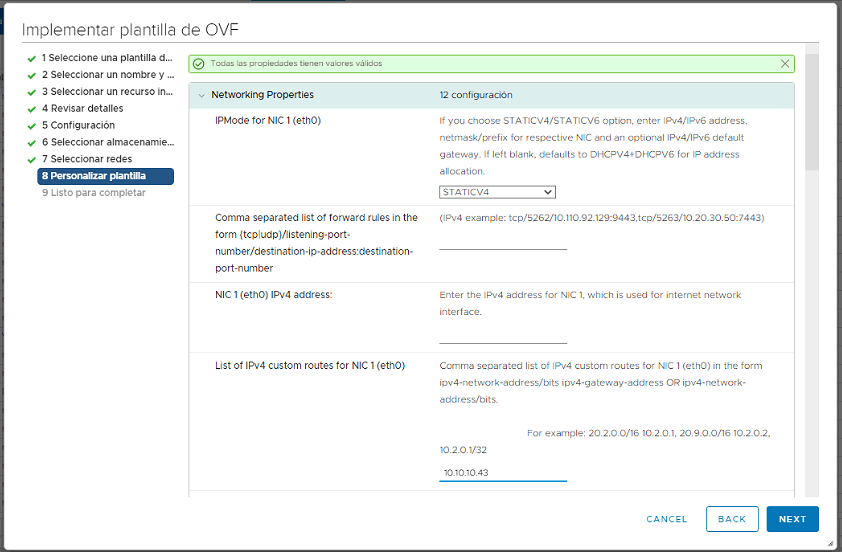 Implementar plantilla de OVF
1 Seleccione una plantilla d...
2 Seleccionar un nombre y ...
3 Seleccionar un recurso in...
4 Revisar detalles
5 Configuración
6 Seleccionar almacenamie...
7 Seleccionar redes
8 Personalizar plantilla
9 Listo para completar
Todas las propiedades tienen valores válidos
Networking Properties
12 configuración
IPMode for NIC 1 (eth0)
If you choose STATICV4/STATICV6 option, enter IPv4/IPv6 address,
netmask/prefix for respective NIC and an optional IPv4/IPv6 default
gateway. If left blank, defaults to DHCPV4+DHCPV6 for IP address
allocation.
STATICV4
Comma separated list of forward rules in the
form {tcp|udp}/listening-port-
number/destination-ip-address:destination-
port-number
(IPv4 example: tcp/5262/10.110.92.129:9443,tcp/5263/10.20.30.50:7443)
NIC 1 (eth0) IPv4 address:
Enter the IPv4 address for NIC 1, which is used for internet network
interface.
List of IPv4 custom routes for NIC 1 (eth0)
Comma separated list of IPv4 custom routes for NIC 1 (eth0) in the form
ipv4-network-address/bits ipv4-gateway-address OR ipv4-network-
address/bits.
For example: 20.2.0.0/16 10.2.0.1, 20.9.0.0/16 10.2.0.2,
10.2.0.1/32
10.10.10.43
CANCEL
BACK
NEXT